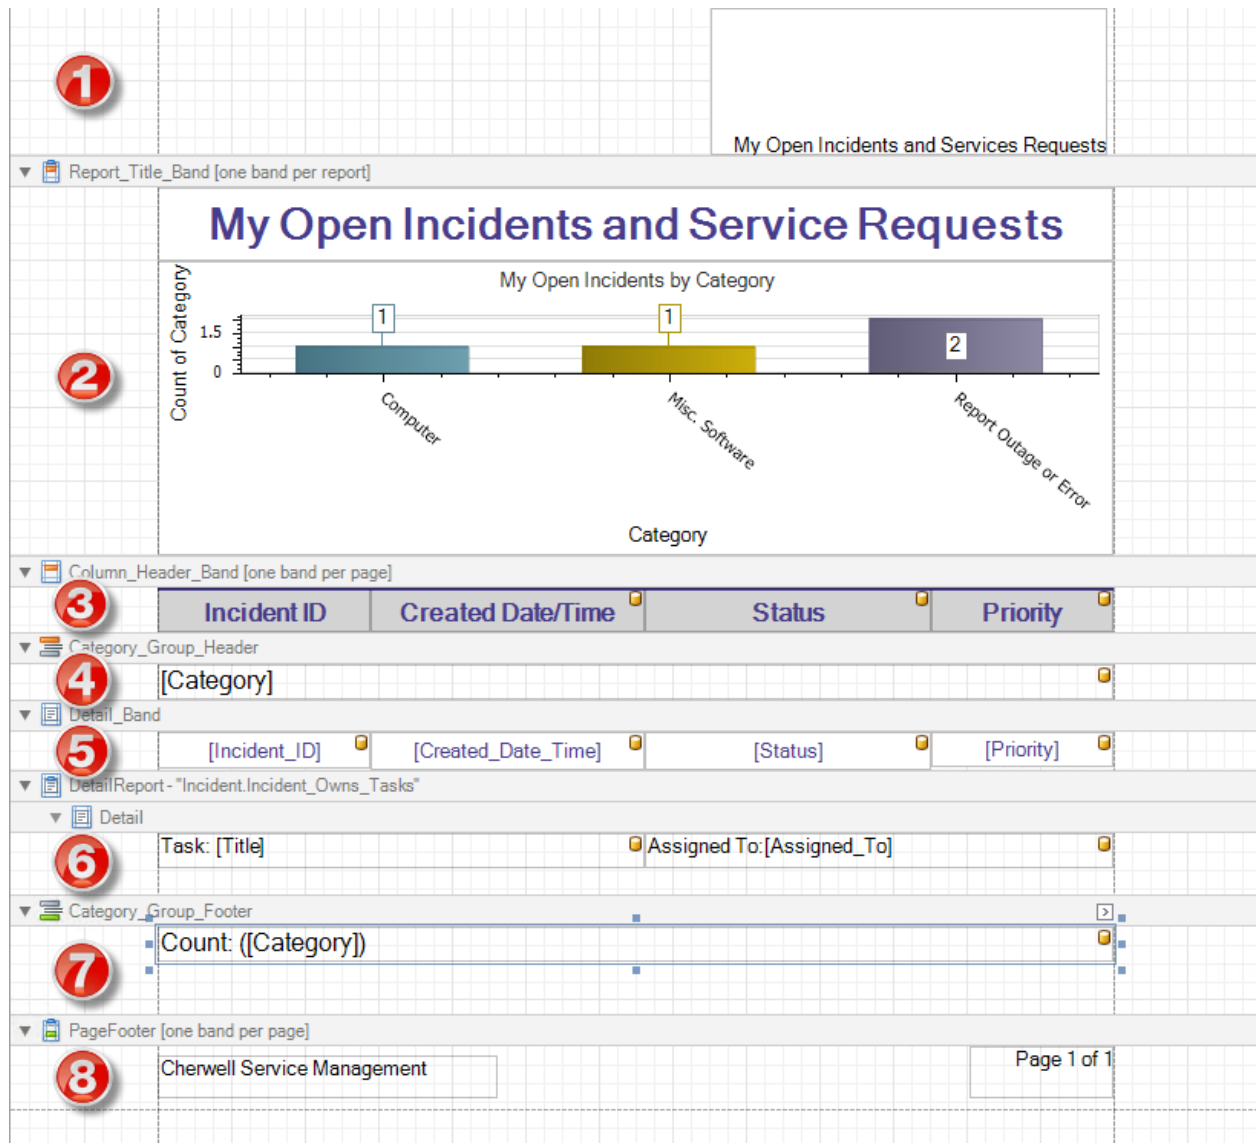 1
My Open Incidents and Services Requests
Report_Title_Band [one band per report]
My Open Incidents and Service Requests
My Open Incidents by Category
Count of Category
1.5
0
1
1
2
Computer
Misc. Software
Report Outage or Error
Category
2
Column_Header_Band [one band per page]
3
Incident ID Created Date/Time Status Priority
Category_Group_Header
4
[Category]
Detail_Band
5
[Incident_ID] [Created_Date_Time] [Status] [Priority]
DetailReport - "Incident.Incident_Owns_Tasks"
Detail
6
Task: [Title] Assigned To:[Assigned_To]
Category_Group_Footer
7
Count: ([Category])
PageFooter [one band per page]
8
Cherwell Service Management Page 1 of 1